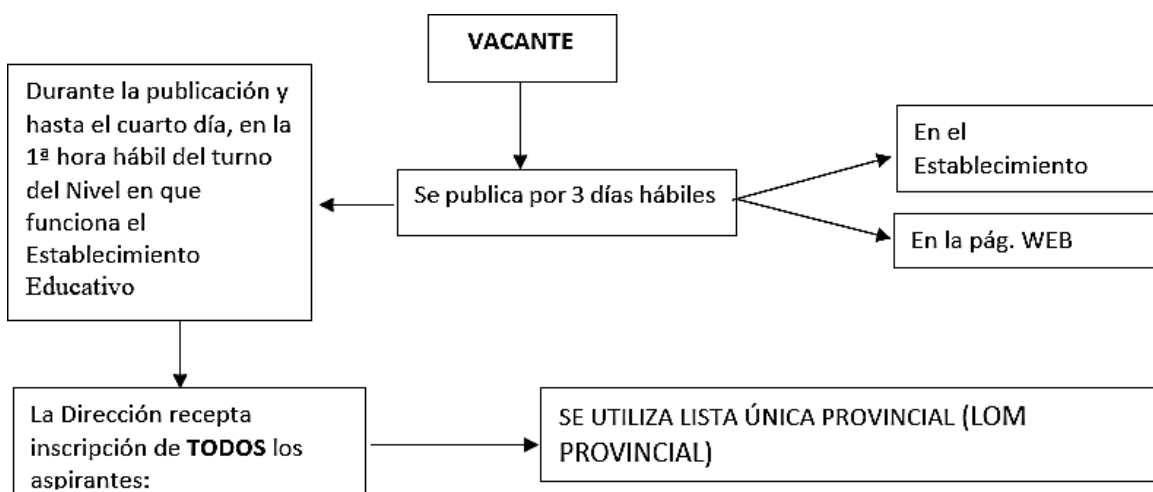 VACANTE
Se publica por 3 días hábiles
En el
Establecimiento
En la pág. WEB
Durante la publicación y
hasta el cuarto día, en la
1ª hora hábil del turno
del Nivel en que
funciona el
Establecimiento
Educativo
La Dirección recepta
inscripción de TODOS los
aspirantes:
SE UTILIZA LISTA ÚNICA PROVINCIAL (LOM
PROVINCIAL)